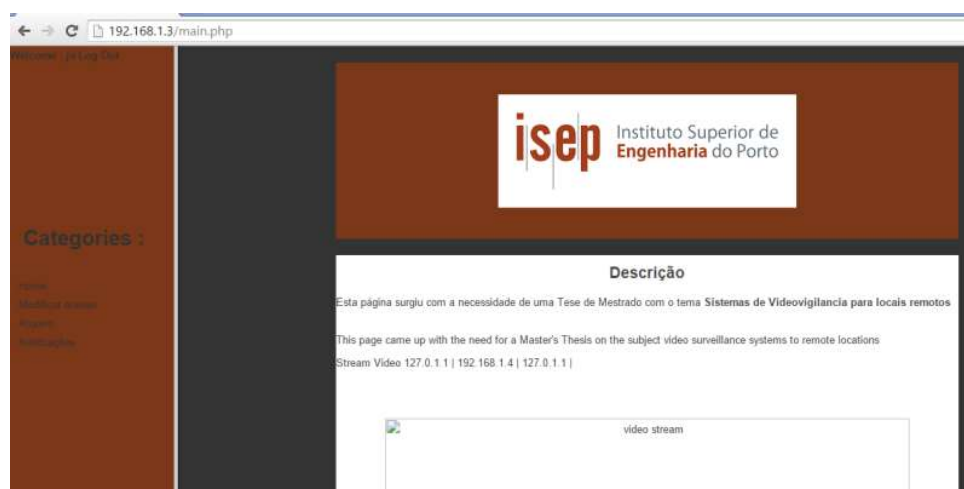 192.168.1.3/main.php
Log Out
isep
Instituto Superior de
Engenharia do Porto
Categories :
Home
Descrição
Esta página surgiu com a necessidade de uma Tese de Mestrado com o tema Sistemas de Videovigilancia para locais remotos
This page came up with the need for a Master's Thesis on the subject video surveillance systems to remote locations
Stream Video 127.0.1.1 | 192.168.1.4 | 127.0.1.1 |
video stream